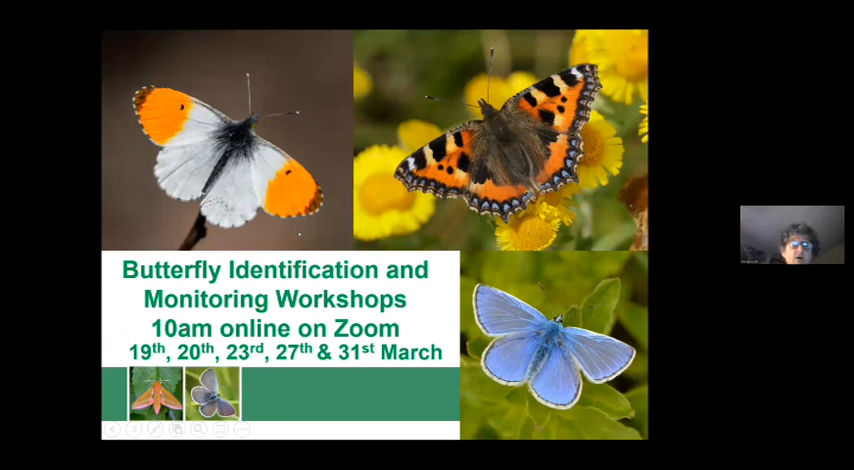 Butterfly Identification and
Monitoring Workshops
10am online on Zoom
19th, 20th, 23rd, 27th & 31st March